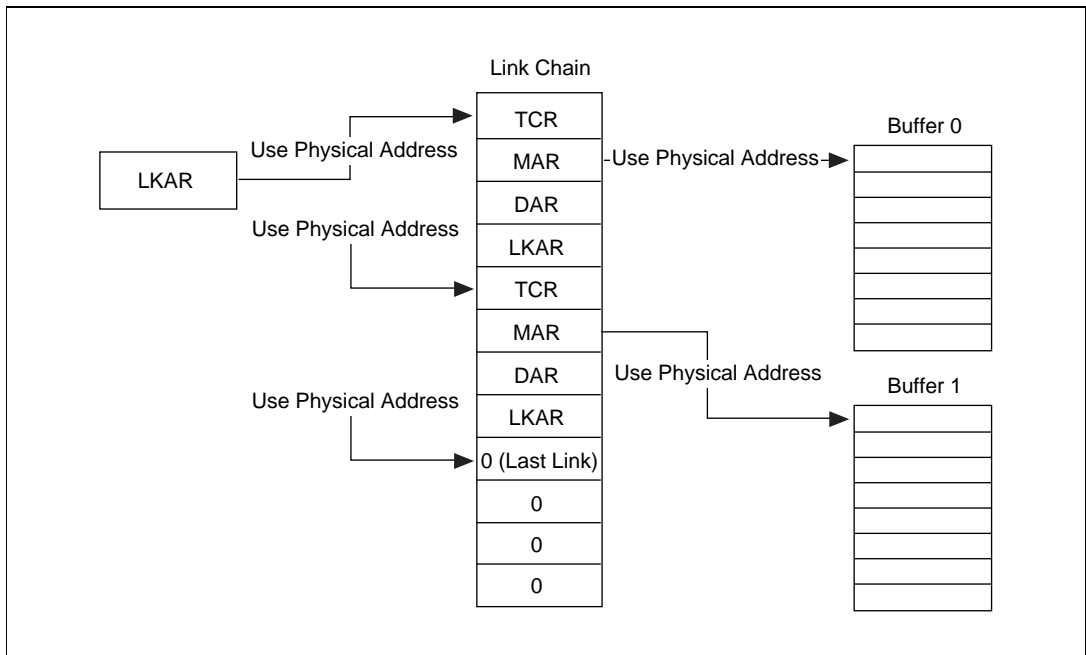 Link Chain
TCR
Buffer 0
Use Physical Address
MAR
Use Physical Address
LKAR
DAR
Use Physical Address
LKAR
TCR
MAR
Use Physical Address
DAR
Buffer 1
Use Physical Address
LKAR
0 (Last Link)
0
0
0